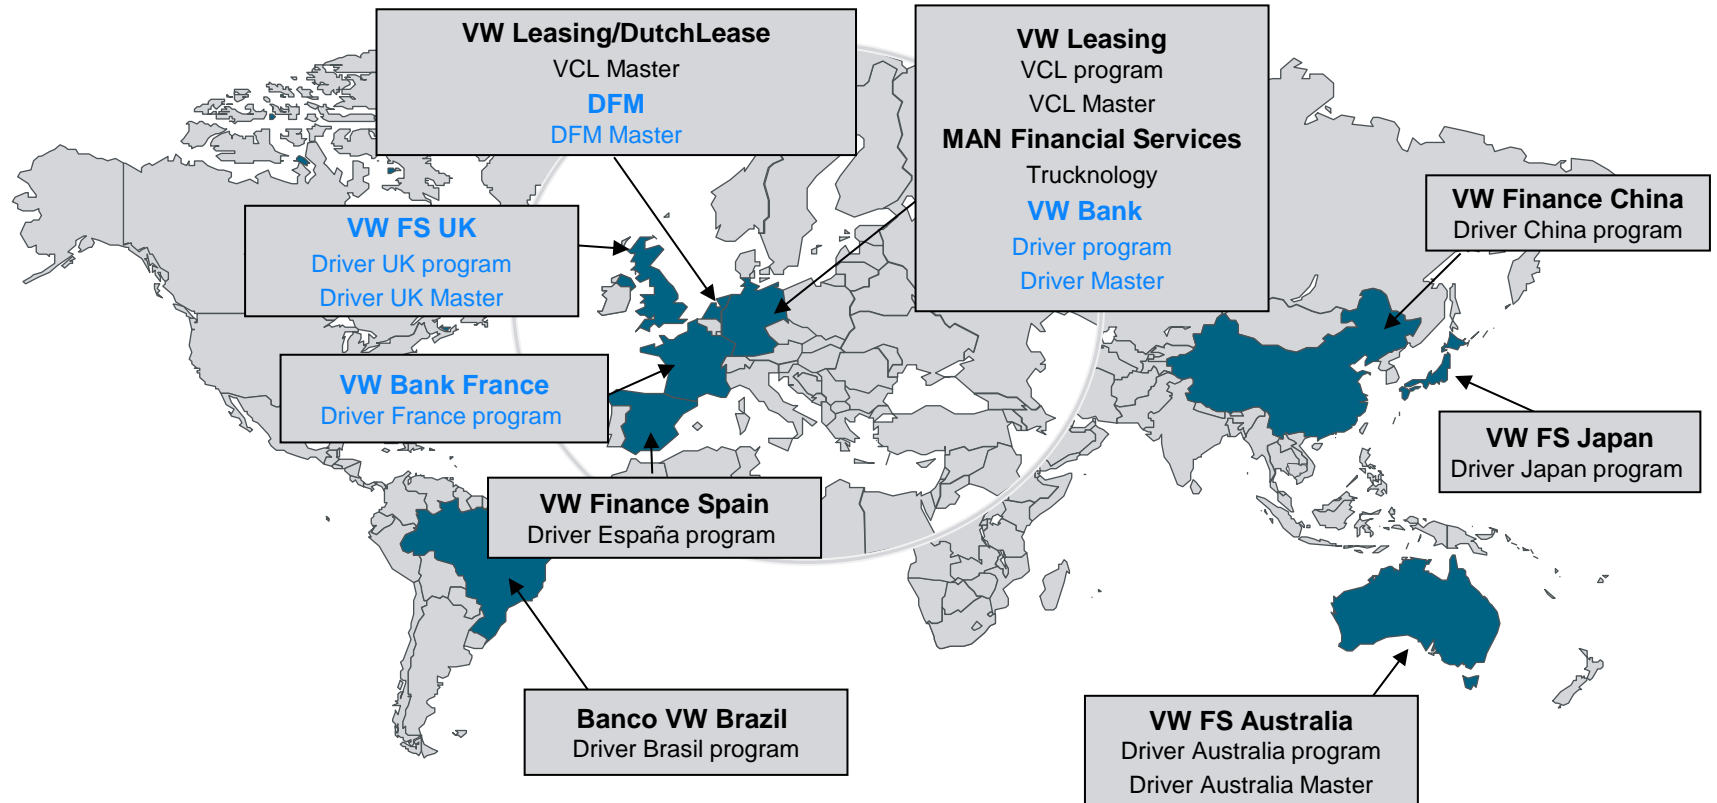 VW Leasing/DutchLease
VCL Master
DFM
DFM Master
VW Leasing
VCL program
VCL Master
MAN Financial Services
Trucknology
VW Bank
Driver program
Driver Master
VW Finance China
Driver China program
VW FS UK
Driver UK program
Driver UK Master
VW Bank France
Driver France program
VW FS Japan
Driver Japan program
VW Finance Spain
Driver España program
Banco VW Brazil
Driver Brasil program
VW FS Australia
Driver Australia program
Driver Australia Master